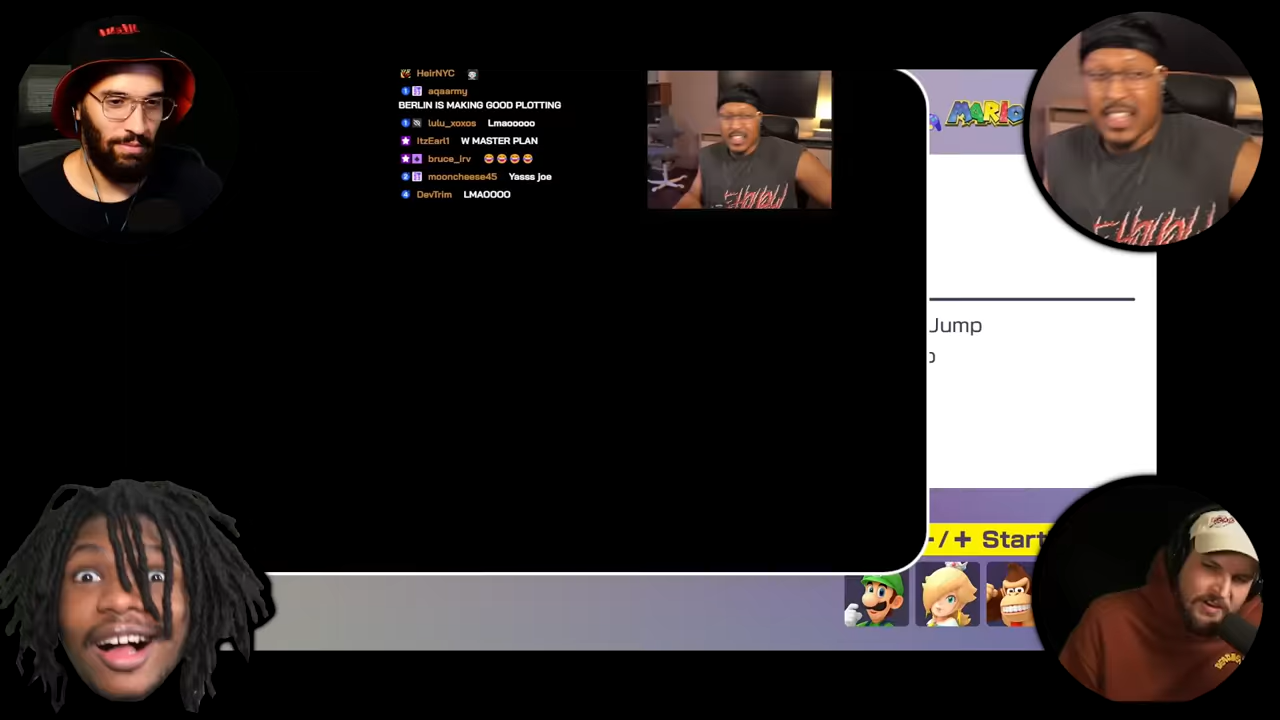 HeirNYC
aqaarmy
BERLIN IS MAKING GOOD PLOTTING
lulu_xoxos Lmaooooo
ItzEarl1 W MASTER PLAN
bruce_irv
mooncheese45 Yasss joe
DevTrim LMAOOOO
MARIO
Jump
-/+ Start